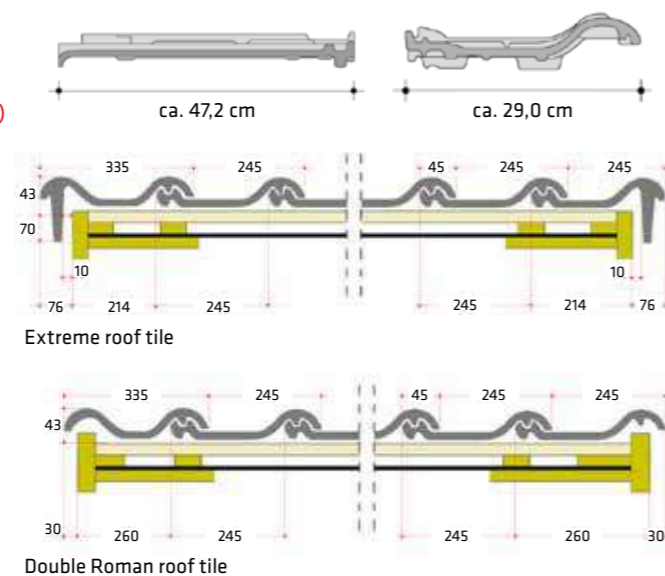 ca. 47,2 cm ca. 29,0 cm
)
335 245 45 245 245
43
70
10 10
76 214 245 245 214 76
Extreme roof tile
335 245 45 245 245
43
30 260 245 245 260 30
Double Roman roof tile